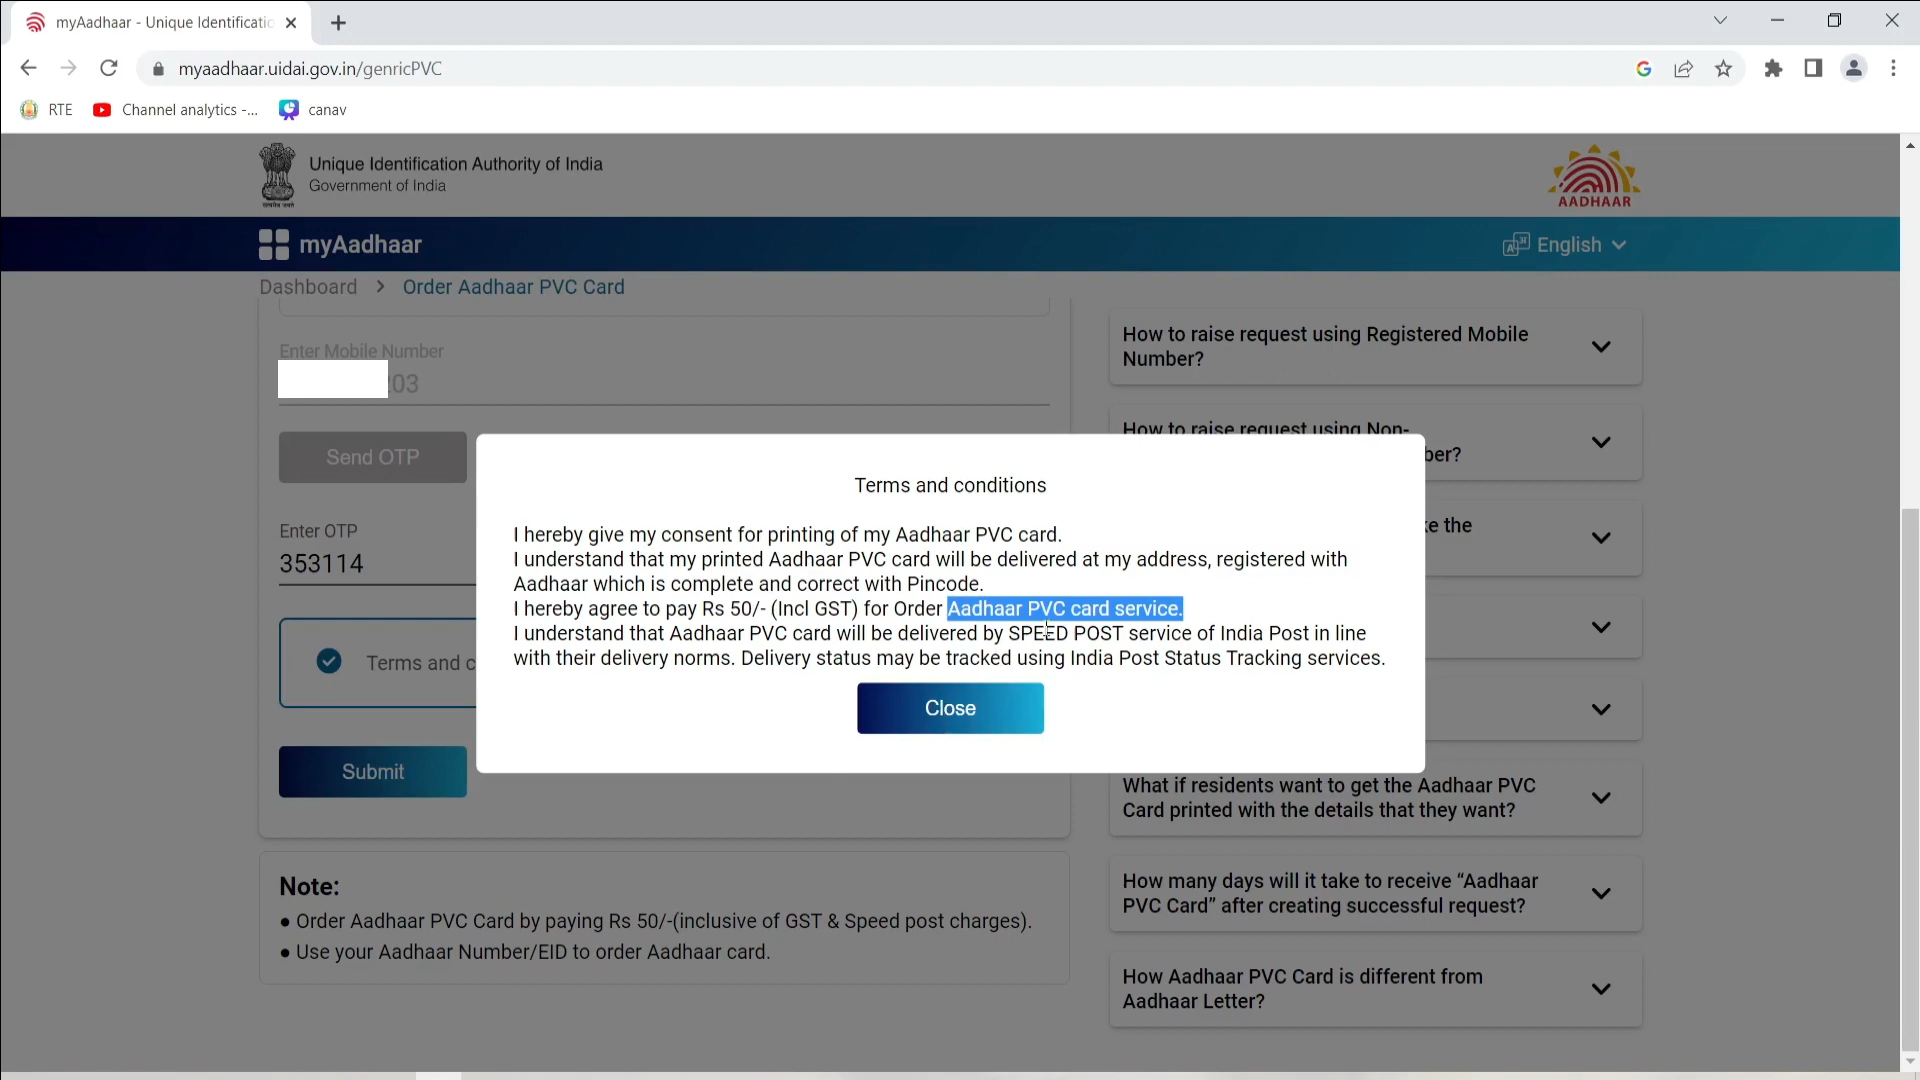 myAadhaar - Unique Identificatio
myaadhaar.uidai.gov.in/genricPVC
RTE
Channel analytics -...
canav
Unique Identification Authority of India
Government of India
AADHAAR
myAadhaar
English
Dashboard > Order Aadhaar PVC Card
Enter Mobile Number
03
Send OTP
Enter OTP
353114
Terms and c
Submit
Note:
● Order Aadhaar PVC Card by paying Rs 50/-(inclusive of GST & Speed post charges).
● Use your Aadhaar Number/EID to order Aadhaar card.
Terms and conditions
I hereby give my consent for printing of my Aadhaar PVC card.
I understand that my printed Aadhaar PVC card will be delivered at my address, registered with
Aadhaar which is complete and correct with Pincode.
I hereby agree to pay Rs 50/- (Incl GST) for Order Aadhaar PVC card service.
I understand that Aadhaar PVC card will be delivered by SPEED POST service of India Post in line
with their delivery norms. Delivery status may be tracked using India Post Status Tracking services.
Close
How to raise request using Registered Mobile
Number?
How to raise request using Non-
ber?
ke the
What if residents want to get the Aadhaar PVC
Card printed with the details that they want?
How many days will it take to receive “Aadhaar
PVC Card” after creating successful request?
How Aadhaar PVC Card is different from
Aadhaar Letter?